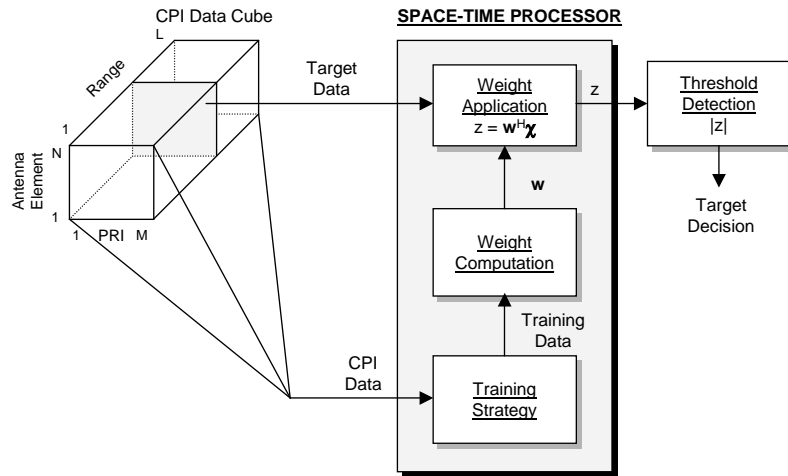 CPI Data Cube
L
Range
1
N
Antenna
Element
1
1
PRI
M
Target
Data
CPI
Data
SPACE-TIME PROCESSOR
Weight
Application
z = w^H χ
w
Weight
Computation
Training
Data
Training
Strategy
z
Threshold
Detection
|z|
Target
Decision